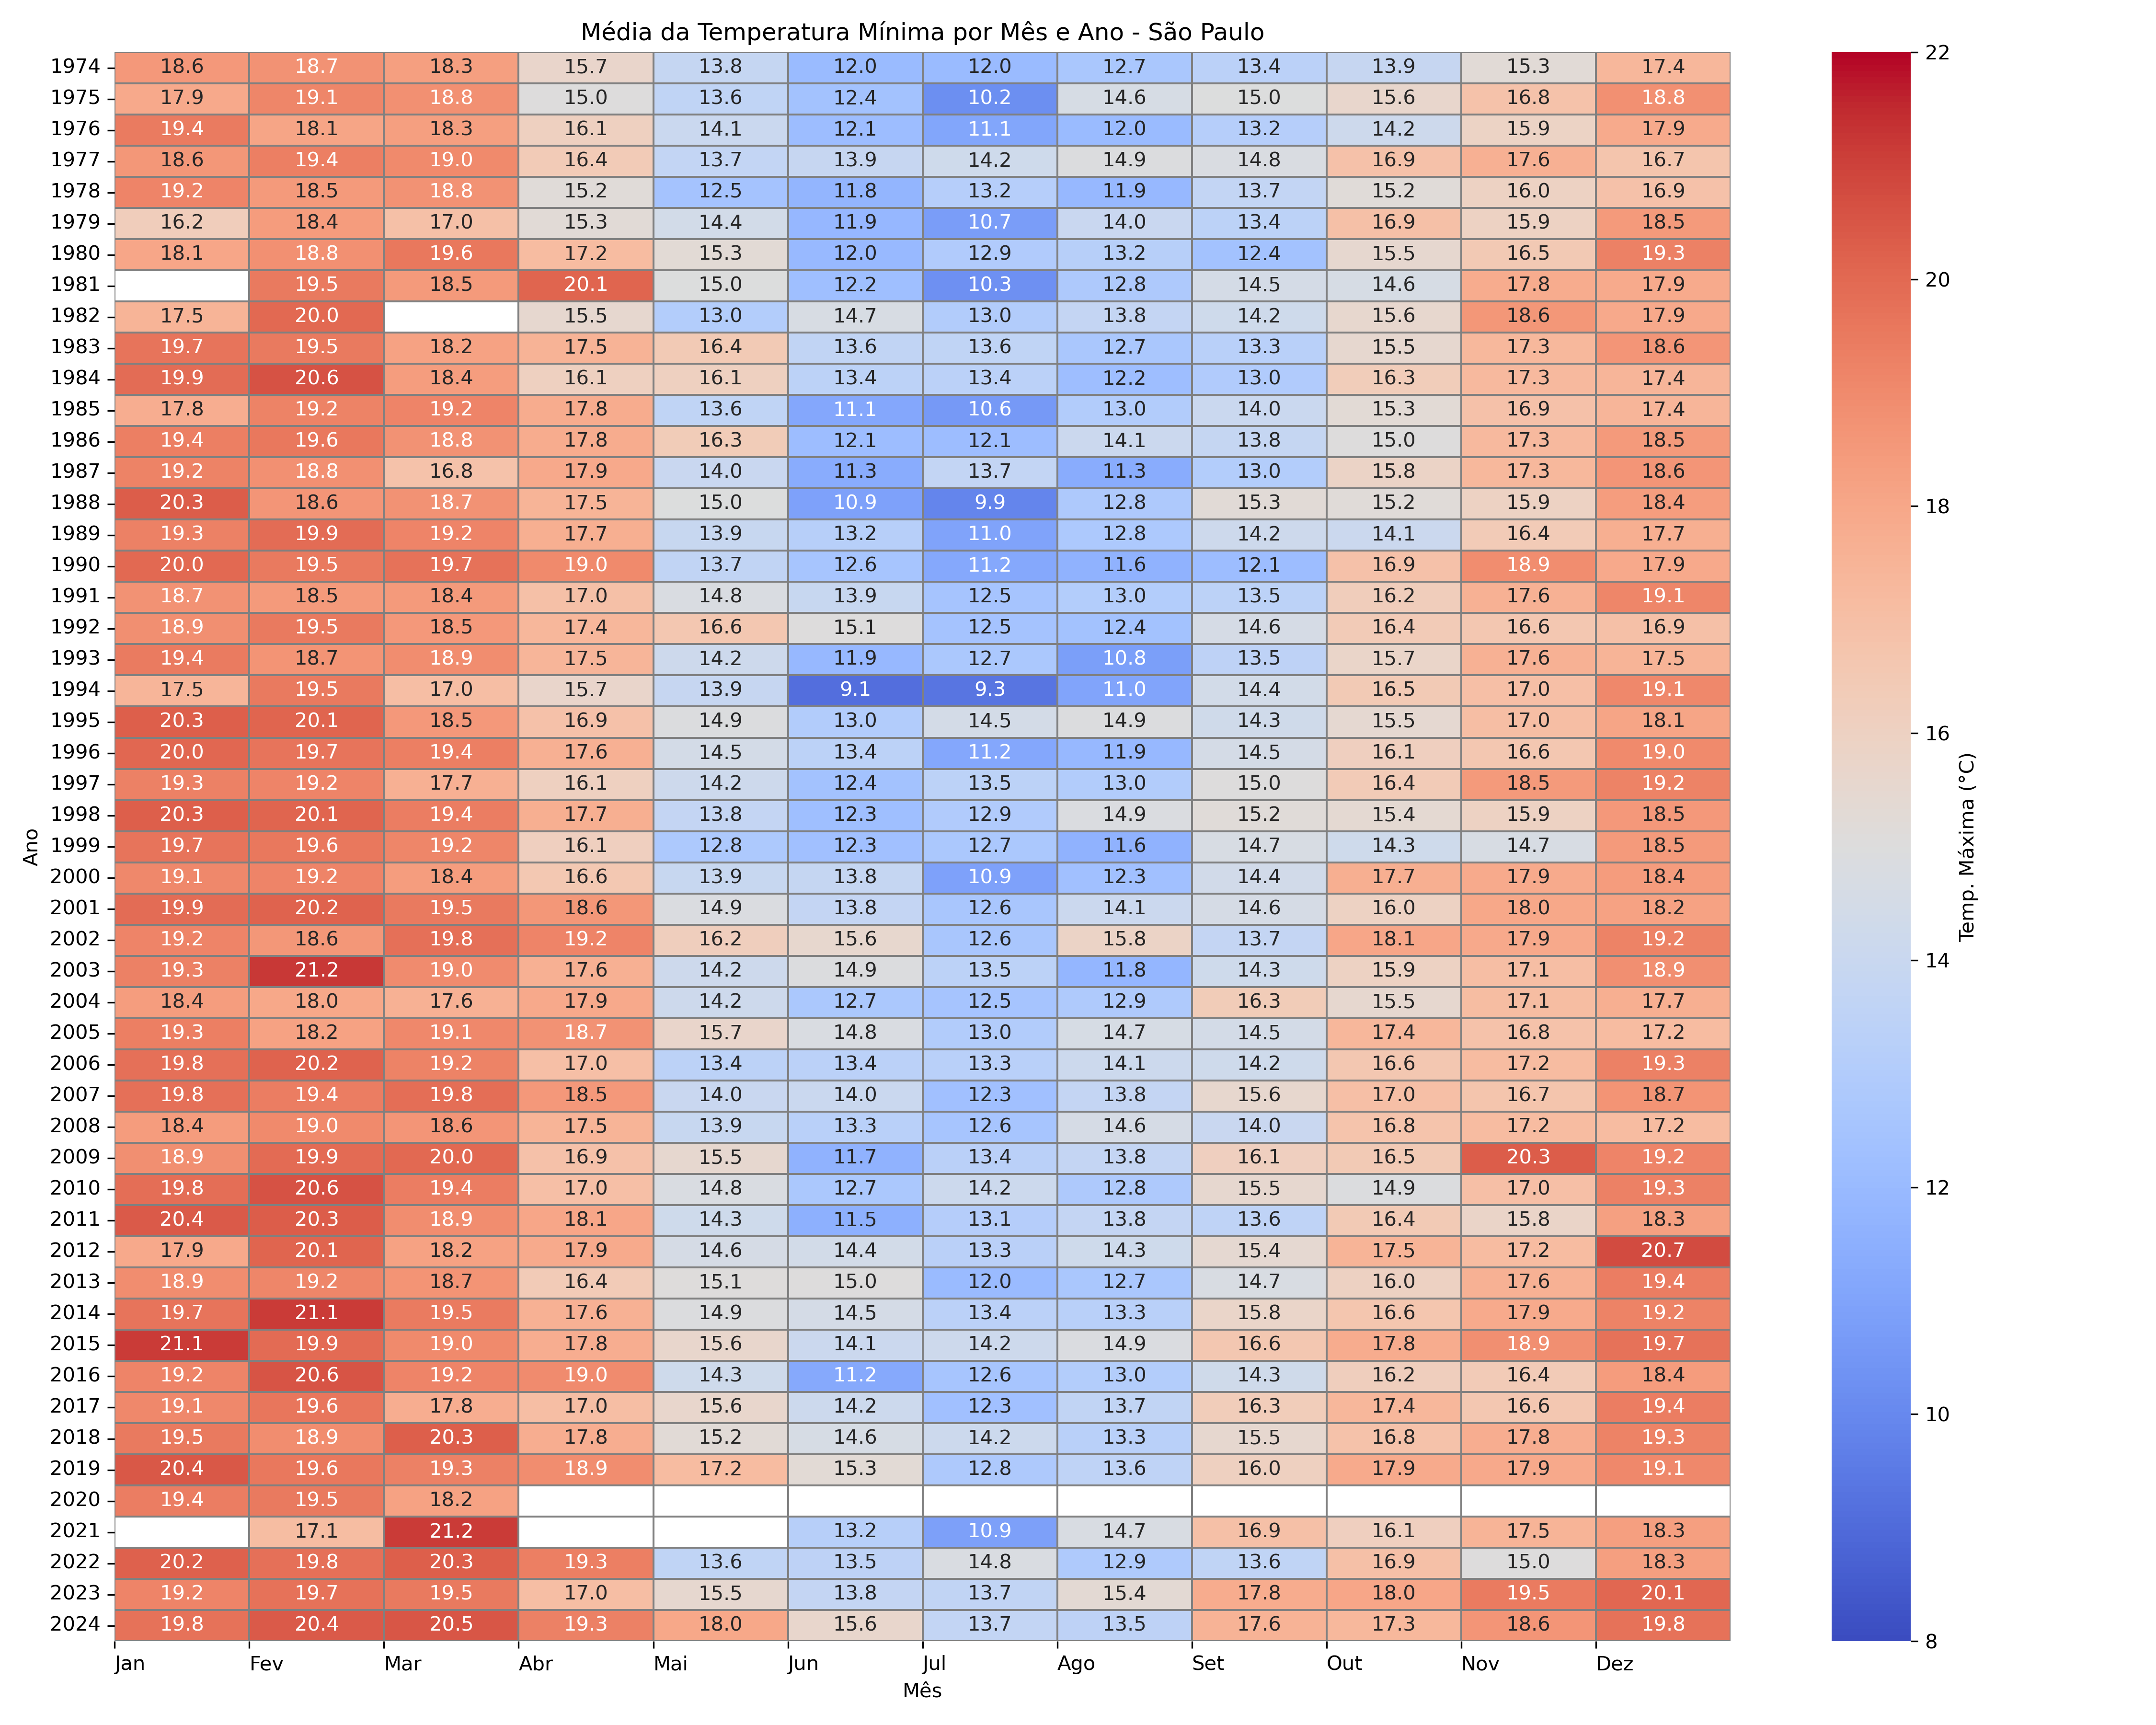 Média da Temperatura Mínima por Mês e Ano - São Paulo
1974 18.6 18.7 18.3 15.7 13.8 12.0 12.0 12.7 13.4 13.9 15.3 17.4
1975 17.9 19.1 18.8 15.0 13.6 12.4 10.2 14.6 15.0 15.6 16.8 18.8
1976 19.4 18.1 18.3 16.1 14.1 12.1 11.1 12.0 13.2 14.2 15.9 17.9
1977 18.6 19.4 19.0 16.4 13.7 13.9 14.2 14.9 14.8 16.9 17.6 16.7
1978 19.2 18.5 18.8 15.2 12.5 11.8 13.2 11.9 13.7 15.2 16.0 16.9
1979 16.2 18.4 17.0 15.3 14.4 11.9 10.7 14.0 13.4 16.9 15.9 18.5
1980 18.1 18.8 19.6 17.2 15.3 12.0 12.9 13.2 12.4 15.5 16.5 19.3
1981 19.5 18.5 20.1 15.0 12.2 10.3 12.8 14.5 14.6 17.8 17.9
1982 17.5 20.0 15.5 13.0 14.7 13.0 13.8 14.2 15.6 18.6 17.9
1983 19.7 19.5 18.2 17.5 16.4 13.6 13.6 12.7 13.3 15.5 17.3 18.6
1984 19.9 20.6 18.4 16.1 16.1 13.4 13.4 12.2 13.0 16.3 17.3 17.4
1985 17.8 19.2 19.2 17.8 13.6 11.1 10.6 13.0 14.0 15.3 16.9 17.4
1986 19.4 19.6 18.8 17.8 16.3 12.1 12.1 14.1 13.8 15.0 17.3 18.5
1987 19.2 18.8 16.8 17.9 14.0 11.3 13.7 11.3 13.0 15.8 17.3 18.6
1988 20.3 18.6 18.7 17.5 15.0 10.9 9.9 12.8 15.3 15.2 15.9 18.4
1989 19.3 19.9 19.2 17.7 13.9 13.2 11.0 12.8 14.2 14.1 16.4 17.7
1990 20.0 19.5 19.7 19.0 13.7 12.6 11.2 11.6 12.1 16.9 18.9 17.9
1991 18.7 18.5 18.4 17.0 14.8 13.9 12.5 13.0 13.5 16.2 17.6 19.1
1992 18.9 19.5 18.5 17.4 16.6 15.1 12.5 12.4 14.6 16.4 16.6 16.9
1993 19.4 18.7 18.9 17.5 14.2 11.9 12.7 10.8 13.5 15.7 17.6 17.5
1994 17.5 19.5 17.0 15.7 13.9 9.1 9.3 11.0 14.4 16.5 17.0 19.1
1995 20.3 20.1 18.5 16.9 14.9 13.0 14.5 14.9 14.3 15.5 17.0 18.1
1996 20.0 19.7 19.4 17.6 14.5 13.4 11.2 11.9 14.5 16.1 16.6 19.0
1997 19.3 19.2 17.7 16.1 14.2 12.4 13.5 13.0 15.0 16.4 18.5 19.2
1998 20.3 20.1 19.4 17.7 13.8 12.3 12.9 14.9 15.2 15.4 15.9 18.5
1999 19.7 19.6 19.2 16.1 12.8 12.3 12.7 11.6 14.7 14.3 14.7 18.5
2000 19.1 19.2 18.4 16.6 13.9 13.8 10.9 12.3 14.4 17.7 17.9 18.4
2001 19.9 20.2 19.5 18.6 14.9 13.8 12.6 14.1 14.6 16.0 18.0 18.2
2002 19.2 18.6 19.8 19.2 16.2 15.6 12.6 15.8 13.7 18.1 17.9 19.2
2003 19.3 21.2 19.0 17.6 14.2 14.9 13.5 11.8 14.3 15.9 17.1 18.9
2004 18.4 18.0 17.6 17.9 14.2 12.7 12.5 12.9 16.3 15.5 17.1 17.7
2005 19.3 18.2 19.1 18.7 15.7 14.8 13.0 14.7 14.5 17.4 16.8 17.2
2006 19.8 20.2 19.2 17.0 13.4 13.4 13.3 14.1 14.2 16.6 17.2 19.3
2007 19.8 19.4 19.8 18.5 14.0 14.0 12.3 13.8 15.6 17.0 16.7 18.7
2008 18.4 19.0 18.6 17.5 13.9 13.3 12.6 14.6 14.0 16.8 17.2 17.2
2009 18.9 19.9 20.0 16.9 15.5 11.7 13.4 13.8 16.1 16.5 20.3 19.2
2010 19.8 20.6 19.4 17.0 14.8 12.7 14.2 12.8 15.5 14.9 17.0 19.3
2011 20.4 20.3 18.9 18.1 14.3 11.5 13.1 13.8 13.6 16.4 15.8 18.3
2012 17.9 20.1 18.2 17.9 14.6 14.4 13.3 14.3 15.4 17.5 17.2 20.7
2013 18.9 19.2 18.7 16.4 15.1 15.0 12.0 12.7 14.7 16.0 17.6 19.4
2014 19.7 21.1 19.5 17.6 14.9 14.5 13.4 13.3 15.8 16.6 17.9 19.2
2015 21.1 19.9 19.0 17.8 15.6 14.1 14.2 14.9 16.6 17.8 18.9 19.7
2016 19.2 20.6 19.2 19.0 14.3 11.2 12.6 13.0 14.3 16.2 16.4 18.4
2017 19.1 19.6 17.8 17.0 15.6 14.2 12.3 13.7 16.3 17.4 16.6 19.4
2018 19.5 18.9 20.3 17.8 15.2 14.6 14.2 13.3 15.5 16.8 17.8 19.3
2019 20.4 19.6 19.3 18.9 17.2 15.3 12.8 13.6 16.0 17.9 17.9 19.1
2020 19.4 19.5 18.2
2021 17.1 21.2 13.2 10.9 14.7 16.9 16.1 17.5 18.3
2022 20.2 19.8 20.3 19.3 13.6 13.5 14.8 12.9 13.6 16.9 15.0 18.3
2023 19.2 19.7 19.5 17.0 15.5 13.8 13.7 15.4 17.8 18.0 19.5 20.1
2024 19.8 20.4 20.5 19.3 18.0 15.6 13.7 13.5 17.6 17.3 18.6 19.8
Jan Fev Mar Abr Mai Jun Jul Ago Set Out Nov Dez
Mês
Ano
22
20
18
16
14
12
10
8
Temp. Máxima (°C)